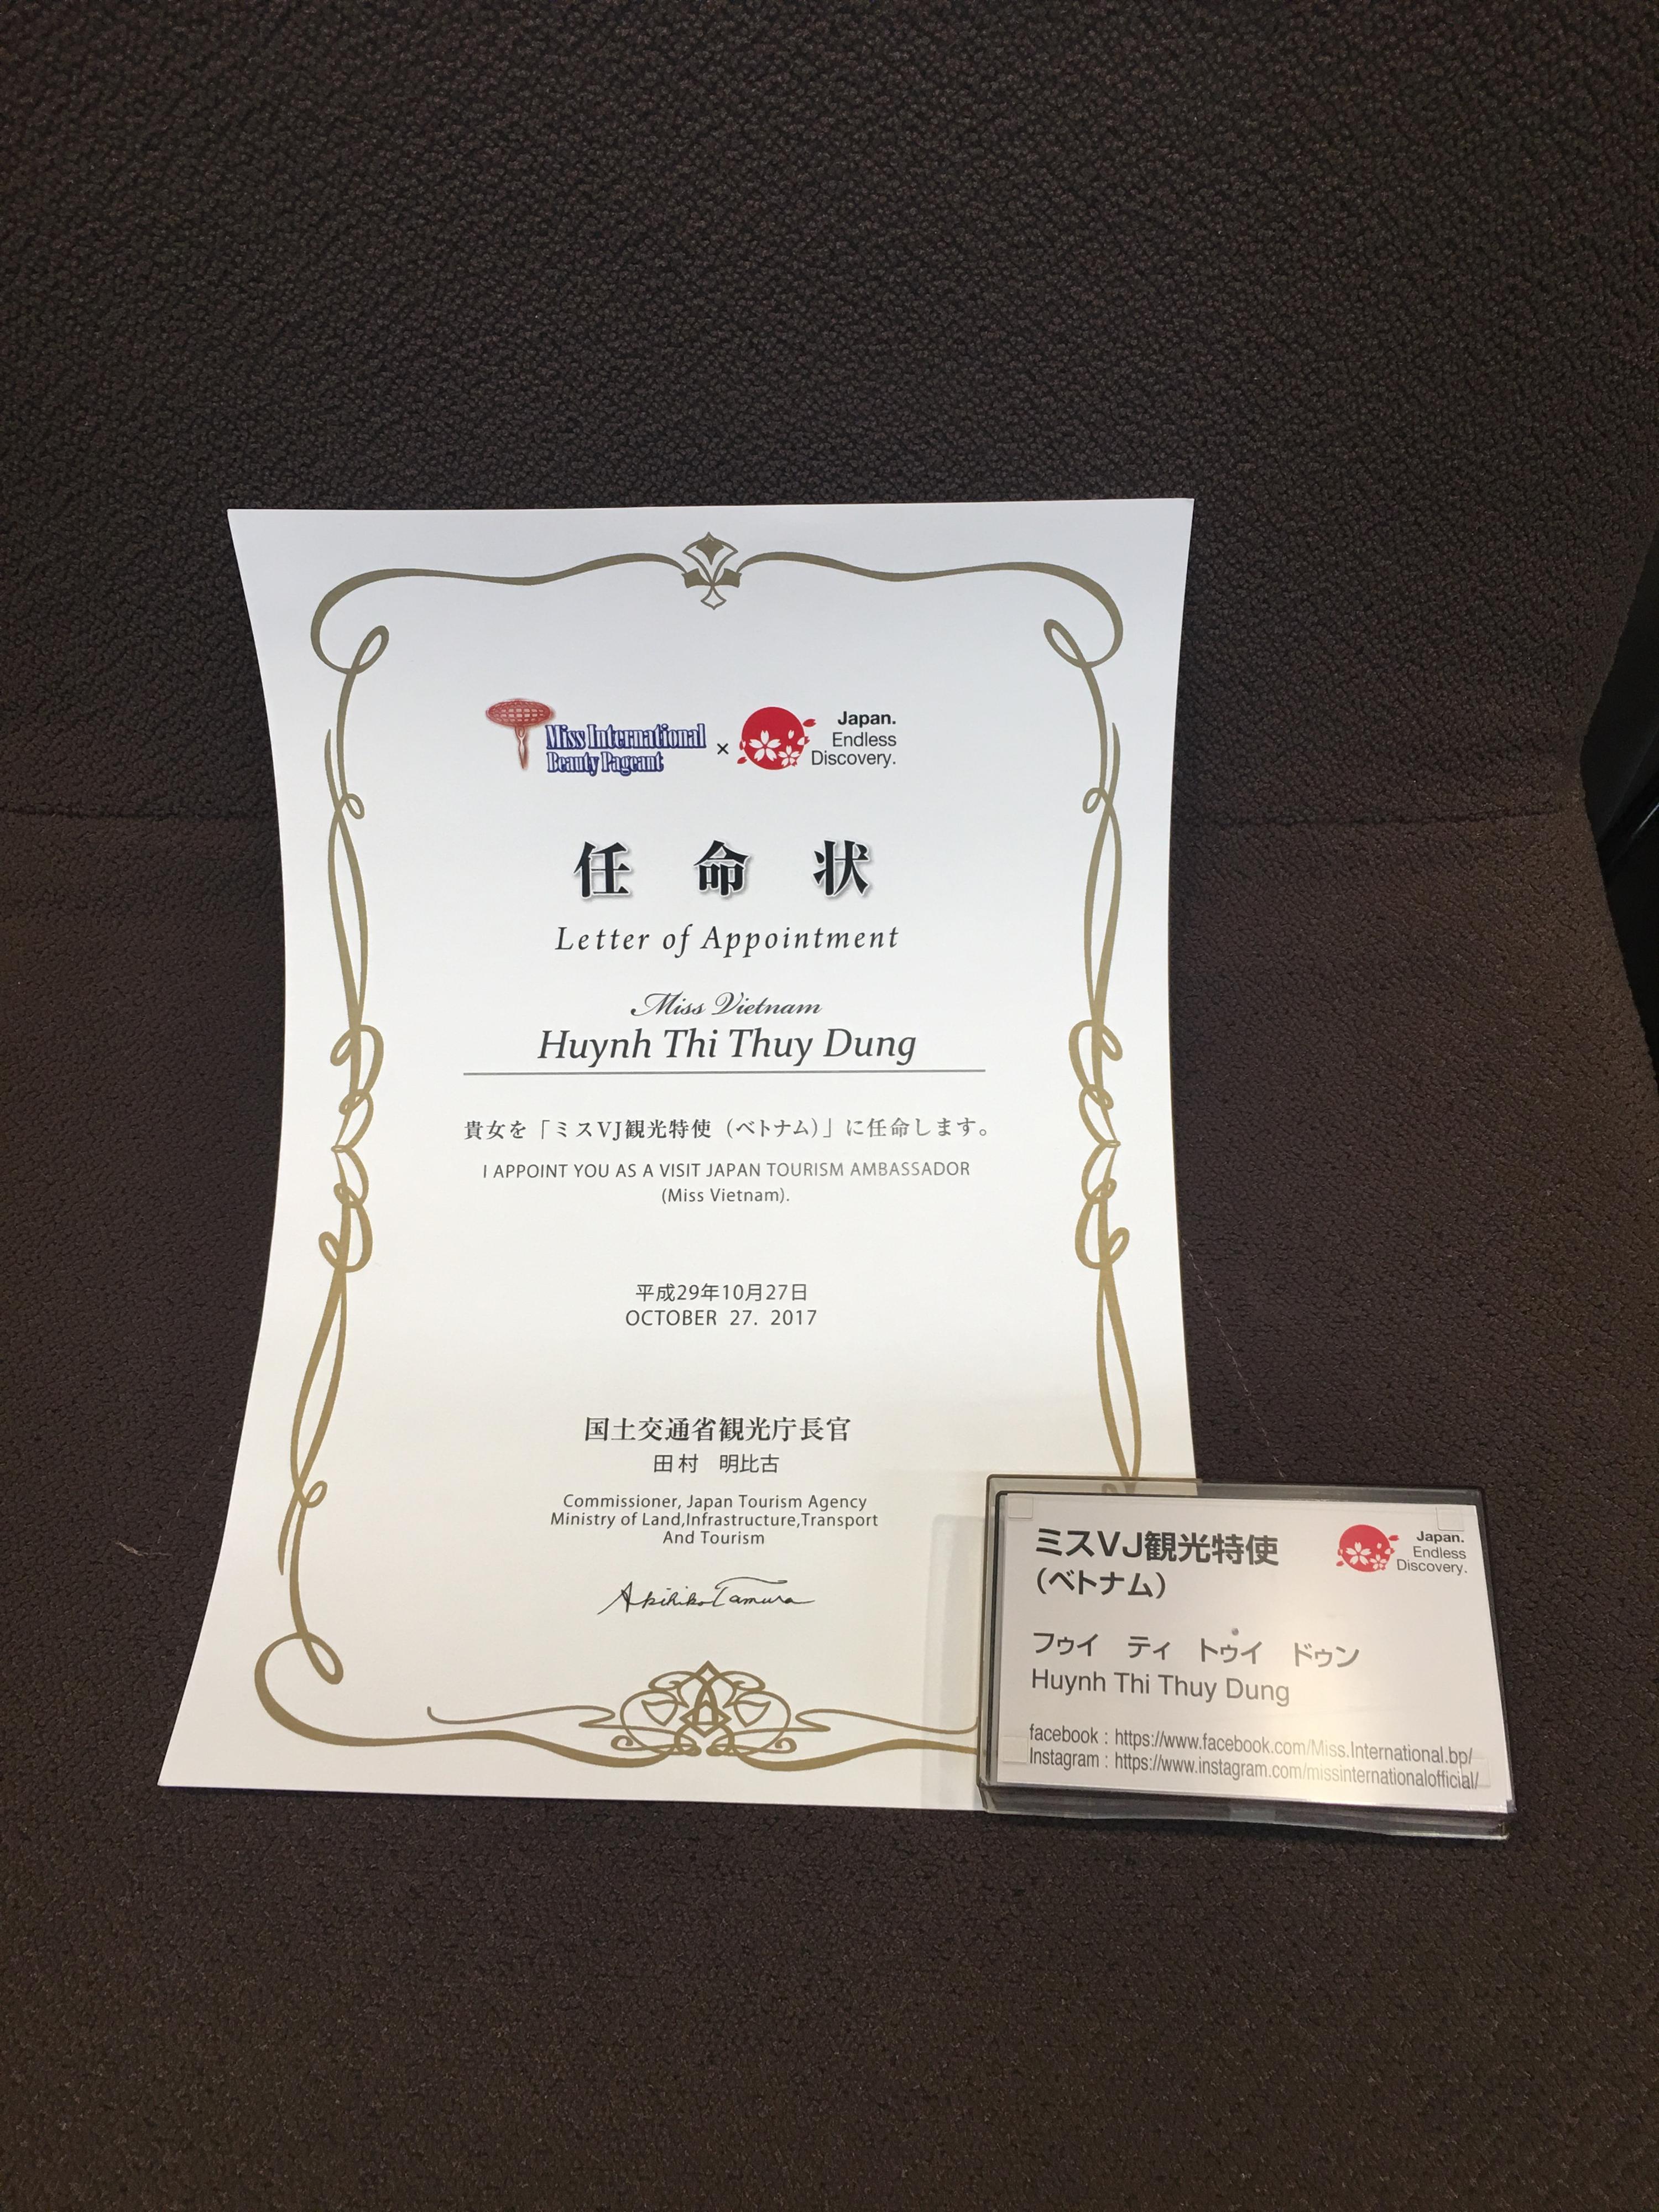 Miss International
Beauty Pageant
×
Japan.
Endless
Discovery.
任 命 状
Letter of Appointment
Miss Vietnam
Huynh Thi Thuy Dung
貴女を「ミスVJ観光特使（ベトナム）」に任命します。
I APPOINT YOU AS A VISIT JAPAN TOURISM AMBASSADOR
(Miss Vietnam).
平成29年10月27日
OCTOBER 27. 2017
国土交通省観光庁長官
田村 明比古
Commissioner, Japan Tourism Agency
Ministry of Land,Infrastructure,Transport
And Tourism
Akihiko Tamura
ミスVJ観光特使
（ベトナム）
Japan.
Endless
Discovery.
フゥイ ティ トゥイ ドゥン
Huynh Thi Thuy Dung
facebook : https://www.facebook.com/Miss.International.bp/
Instagram : https://www.instagram.com/missinternationalofficial/